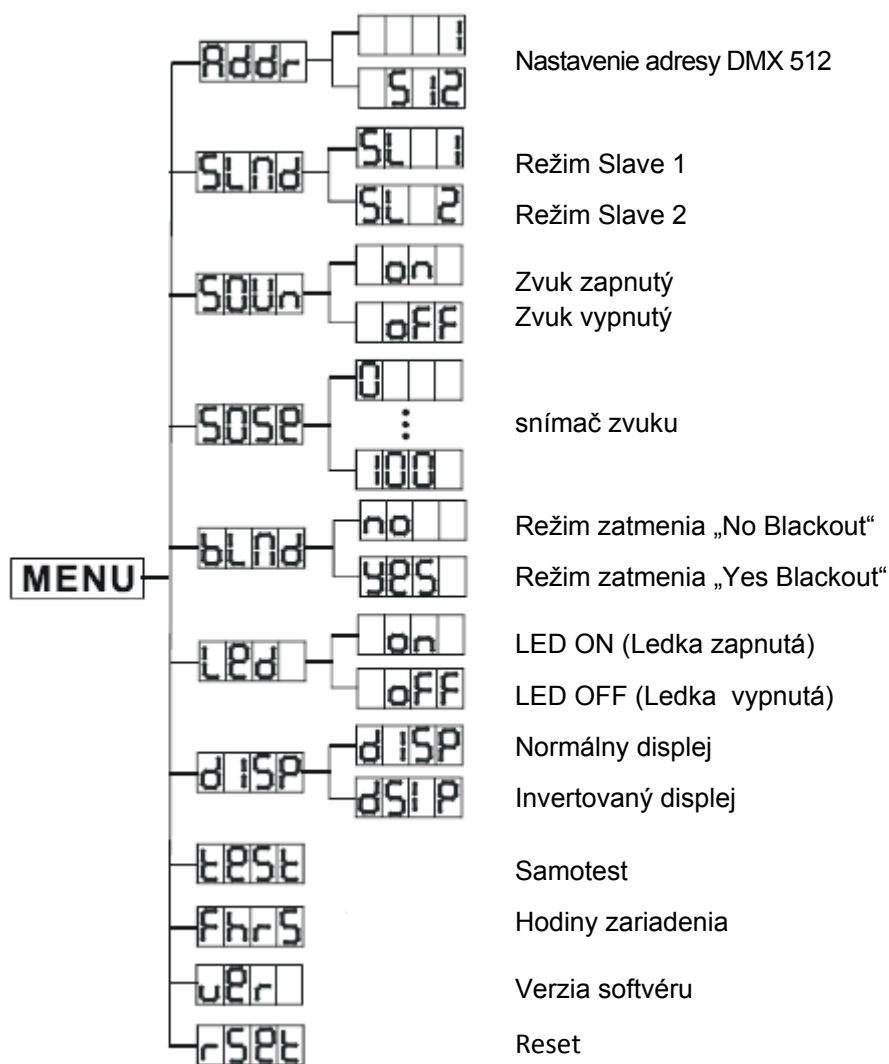 Addr
1
512
Nastavenie adresy DMX 512
SLMd
SL 1
Režim Slave 1
SL 2
Režim Slave 2
SOUn
on
Zvuk zapnutý
oFF
Zvuk vypnutý
SOSe
0
snímač zvuku
100
bLMd
no
Režim zatmenia „No Blackout“
yes
Režim zatmenia „Yes Blackout“
MENU
Led
on
LED ON (Ledka zapnutá)
oFF
LED OFF (Ledka vypnutá)
diSP
diSP
Normálny displej
dSiP
Invertovaný displej
teSt
Samotest
FhrS
Hodiny zariadenia
ver
Verzia softvéru
rSet
Reset